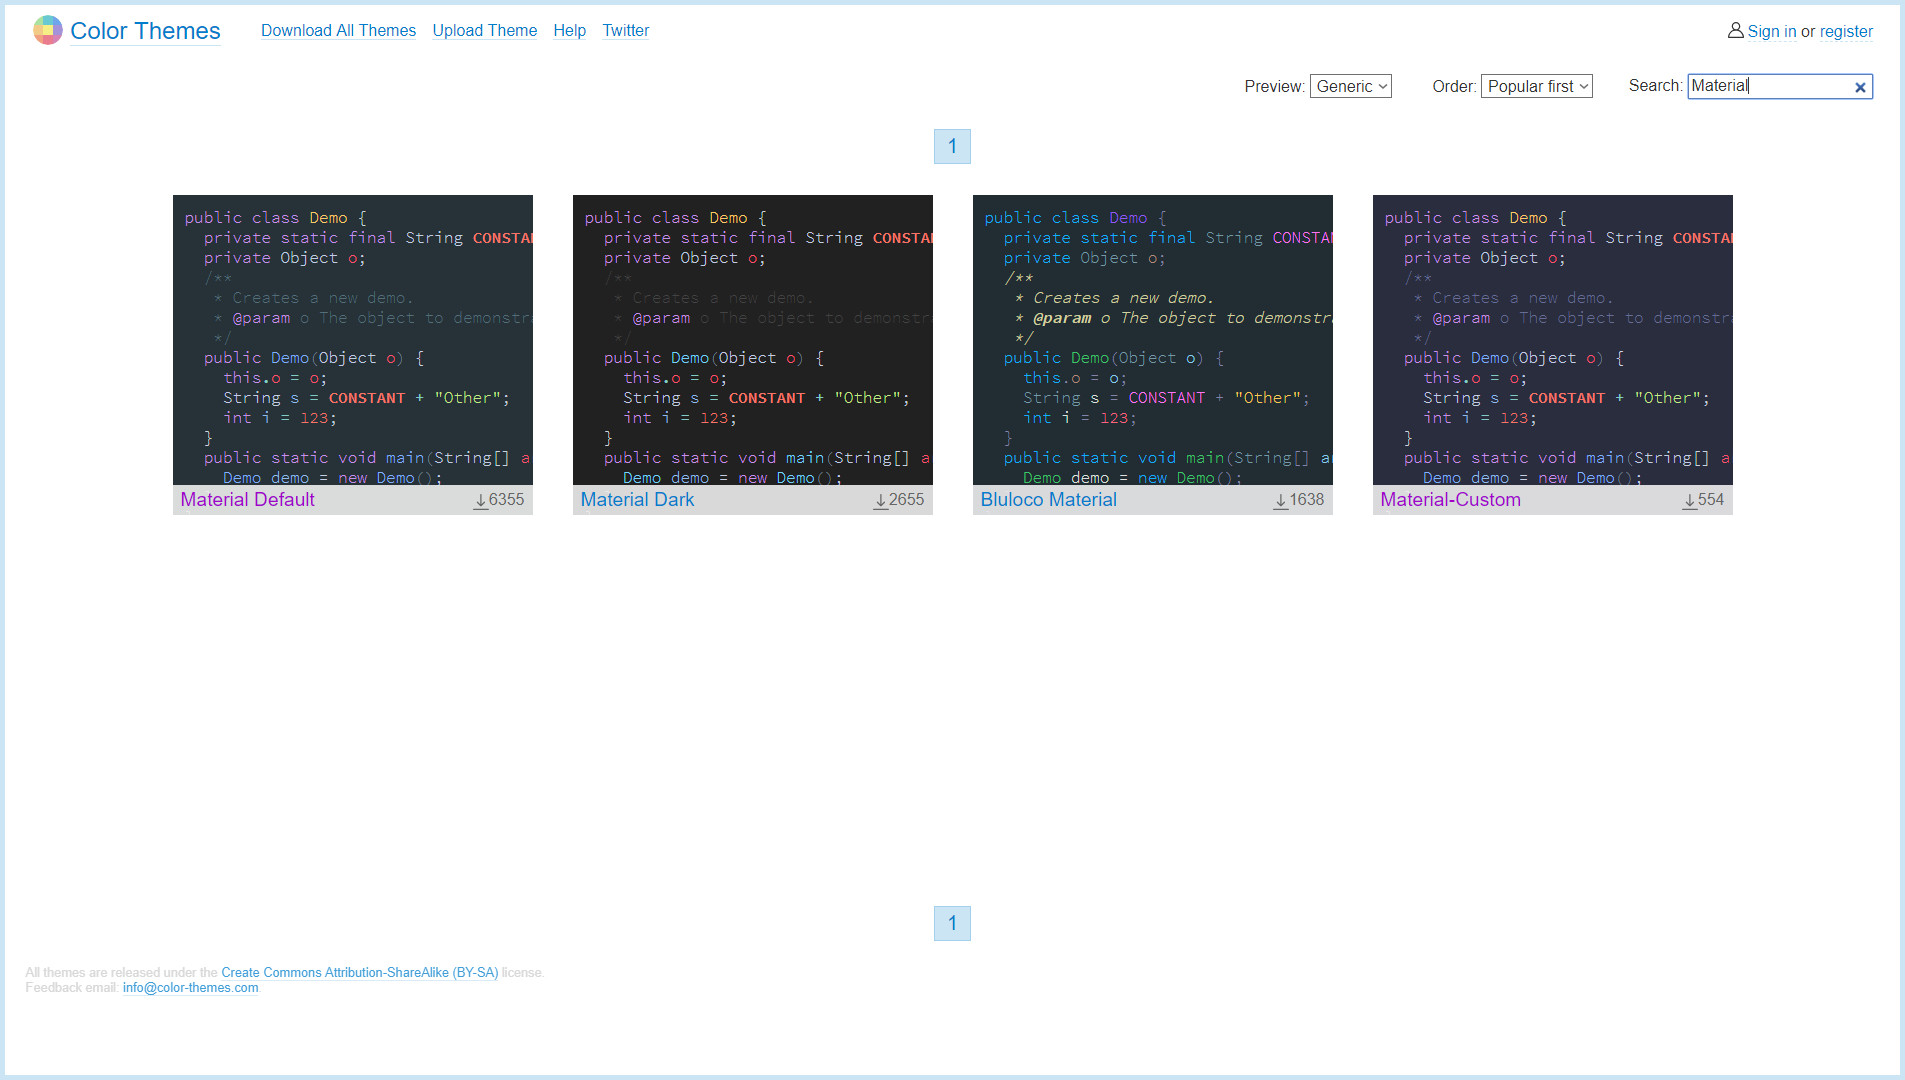 Color Themes Download All Themes Upload Theme Help Twitter Sign in or register
Preview: Generic Order: Popular first Search: Material
1
public class Demo {
private static final String CONSTA
private Object o;
/**
* Creates a new demo.
* @param o The object to demonstra
*/
public Demo(Object o) {
this.o = o;
String s = CONSTANT + "Other";
int i = 123;
}
public static void main(String[] a
Demo demo = new Demo();
Material Default 6355
public class Demo {
private static final String CONSTA
private Object o;
/**
* Creates a new demo.
* @param o The object to demonstra
*/
public Demo(Object o) {
this.o = o;
String s = CONSTANT + "Other";
int i = 123;
}
public static void main(String[] a
Demo demo = new Demo();
Material Dark 2655
public class Demo {
private static final String CONSTAN
private Object o;
/**
* Creates a new demo.
* @param o The object to demonstra
*/
public Demo(Object o) {
this.o = o;
String s = CONSTANT + "Other";
int i = 123;
}
public static void main(String[] ar
Demo demo = new Demo();
Bluloco Material 1638
public class Demo {
private static final String CONSTA
private Object o;
/**
* Creates a new demo.
* @param o The object to demonstra
*/
public Demo(Object o) {
this.o = o;
String s = CONSTANT + "Other";
int i = 123;
}
public static void main(String[] a
Demo demo = new Demo();
Material-Custom 554
1
All themes are released under the Create Commons Attribution-ShareAlike (BY-SA) license.
Feedback email: info@color-themes.com